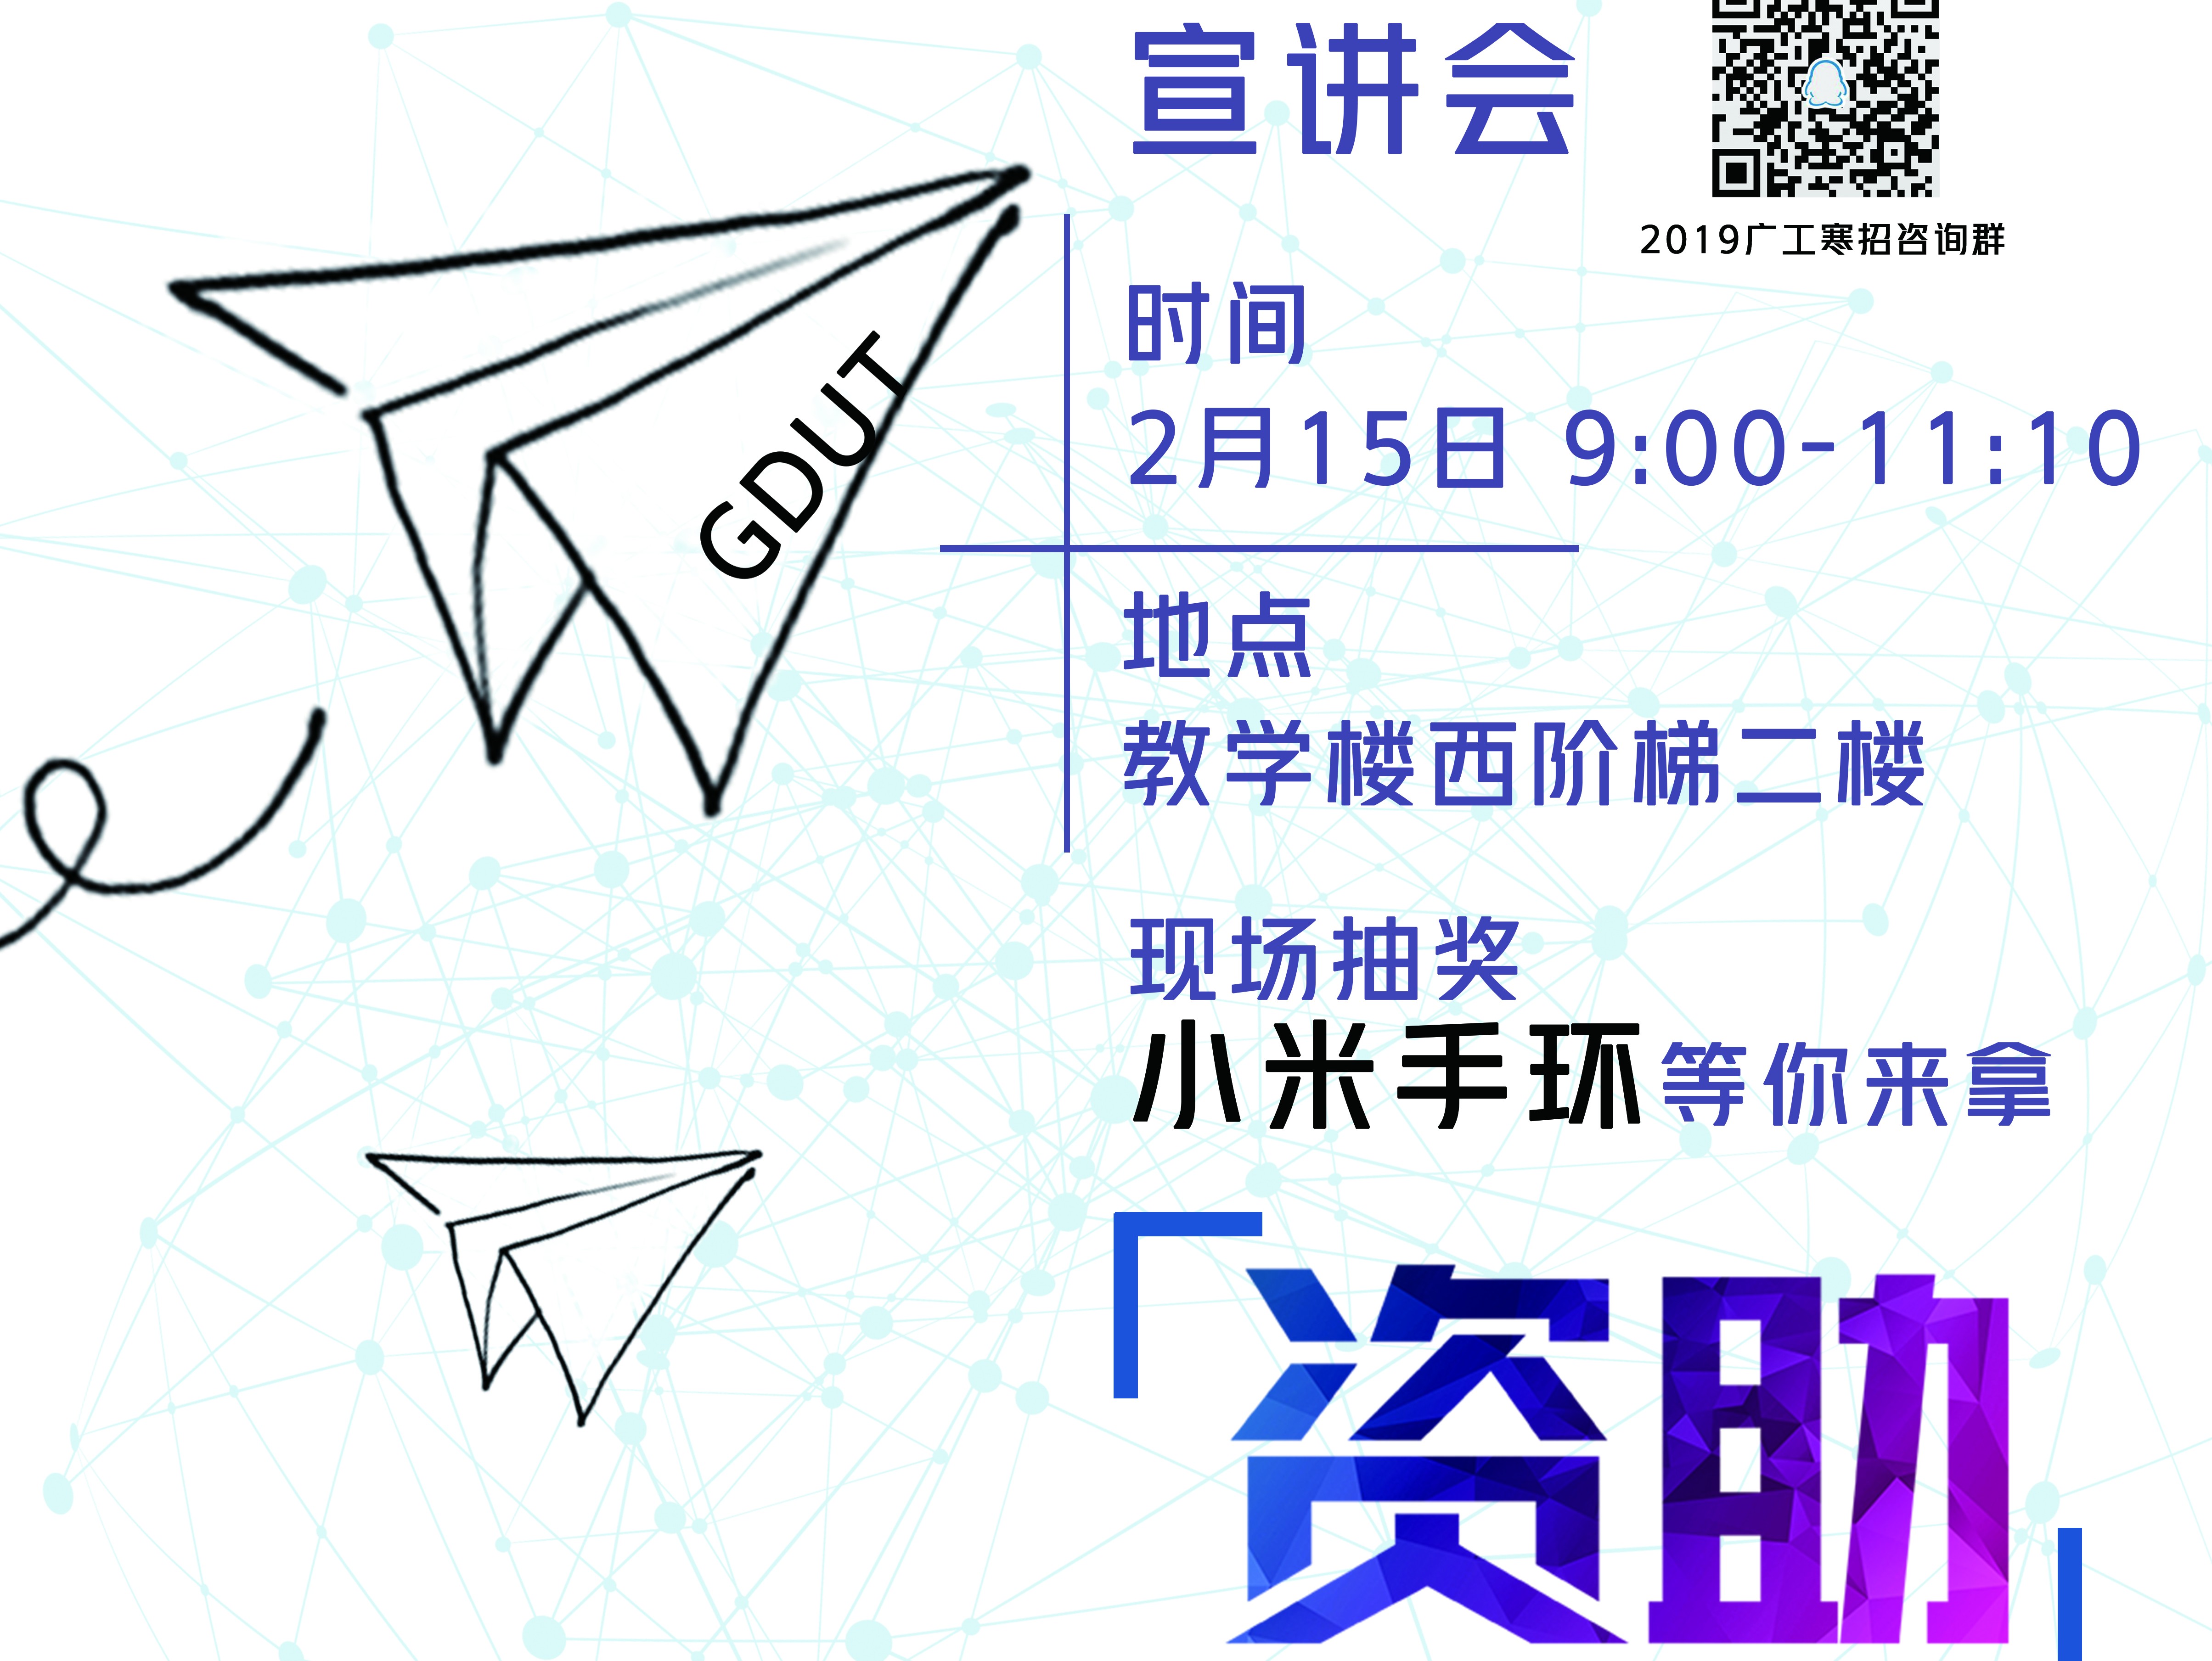 宣讲会
2019广工寒招咨询群
时间
2月15日 9:00-11:10
GDUT
地点
教学楼西阶梯二楼
现场抽奖
小米手环等你来拿
资助